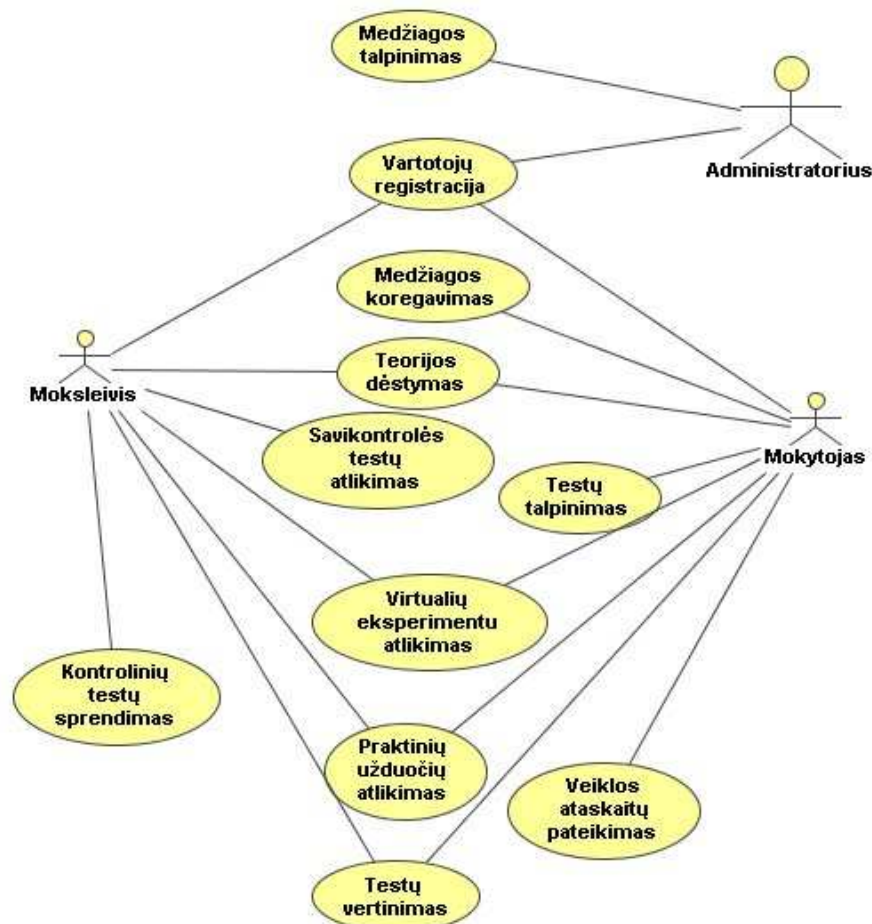 Medžiagos
talpinimas
Administratorius
Vartotojų
registracija
Medžiagos
koregavimas
Moksleivis
Teorijos
dėstymas
Mokytojas
Savikontrolės
testų
atlikimas
Testų
talpinimas
Virtualių
eksperimentu
atlikimas
Kontrolinių
testų
sprendimas
Praktinių
užduočių
atlikimas
Veiklos
ataskaitų
pateikimas
Testų
vertinimas